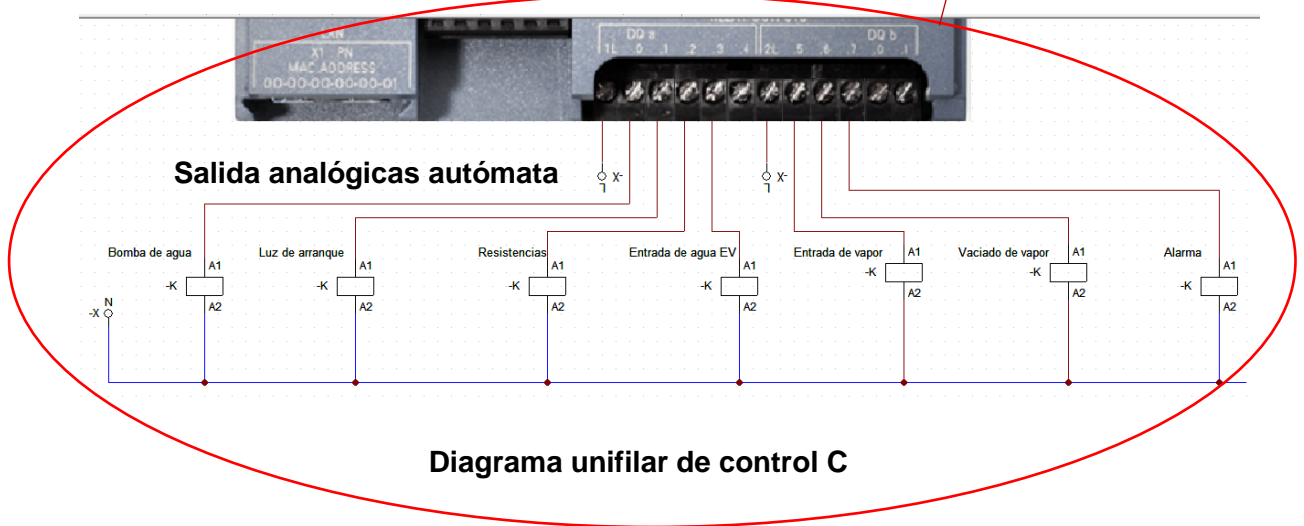 X1 PN
MAC ADDRESS
00-00-00-00-00-01
DQ a
DQ b
1L .0 .1 .2 .3 .4 2L .5 .6 .7 .0 .1
Salida analógicas autómata
L -X
L -X
Bomba de agua
Luz de arranque
Resistencias
Entrada de agua EV
Entrada de vapor
Vaciado de vapor
Alarma
A1 A1 A1 A1 A1 A1 A1
-K -K -K -K -K -K -K
A2 A2 A2 A2 A2 A2 A2
N
-X
Diagrama unifilar de control C